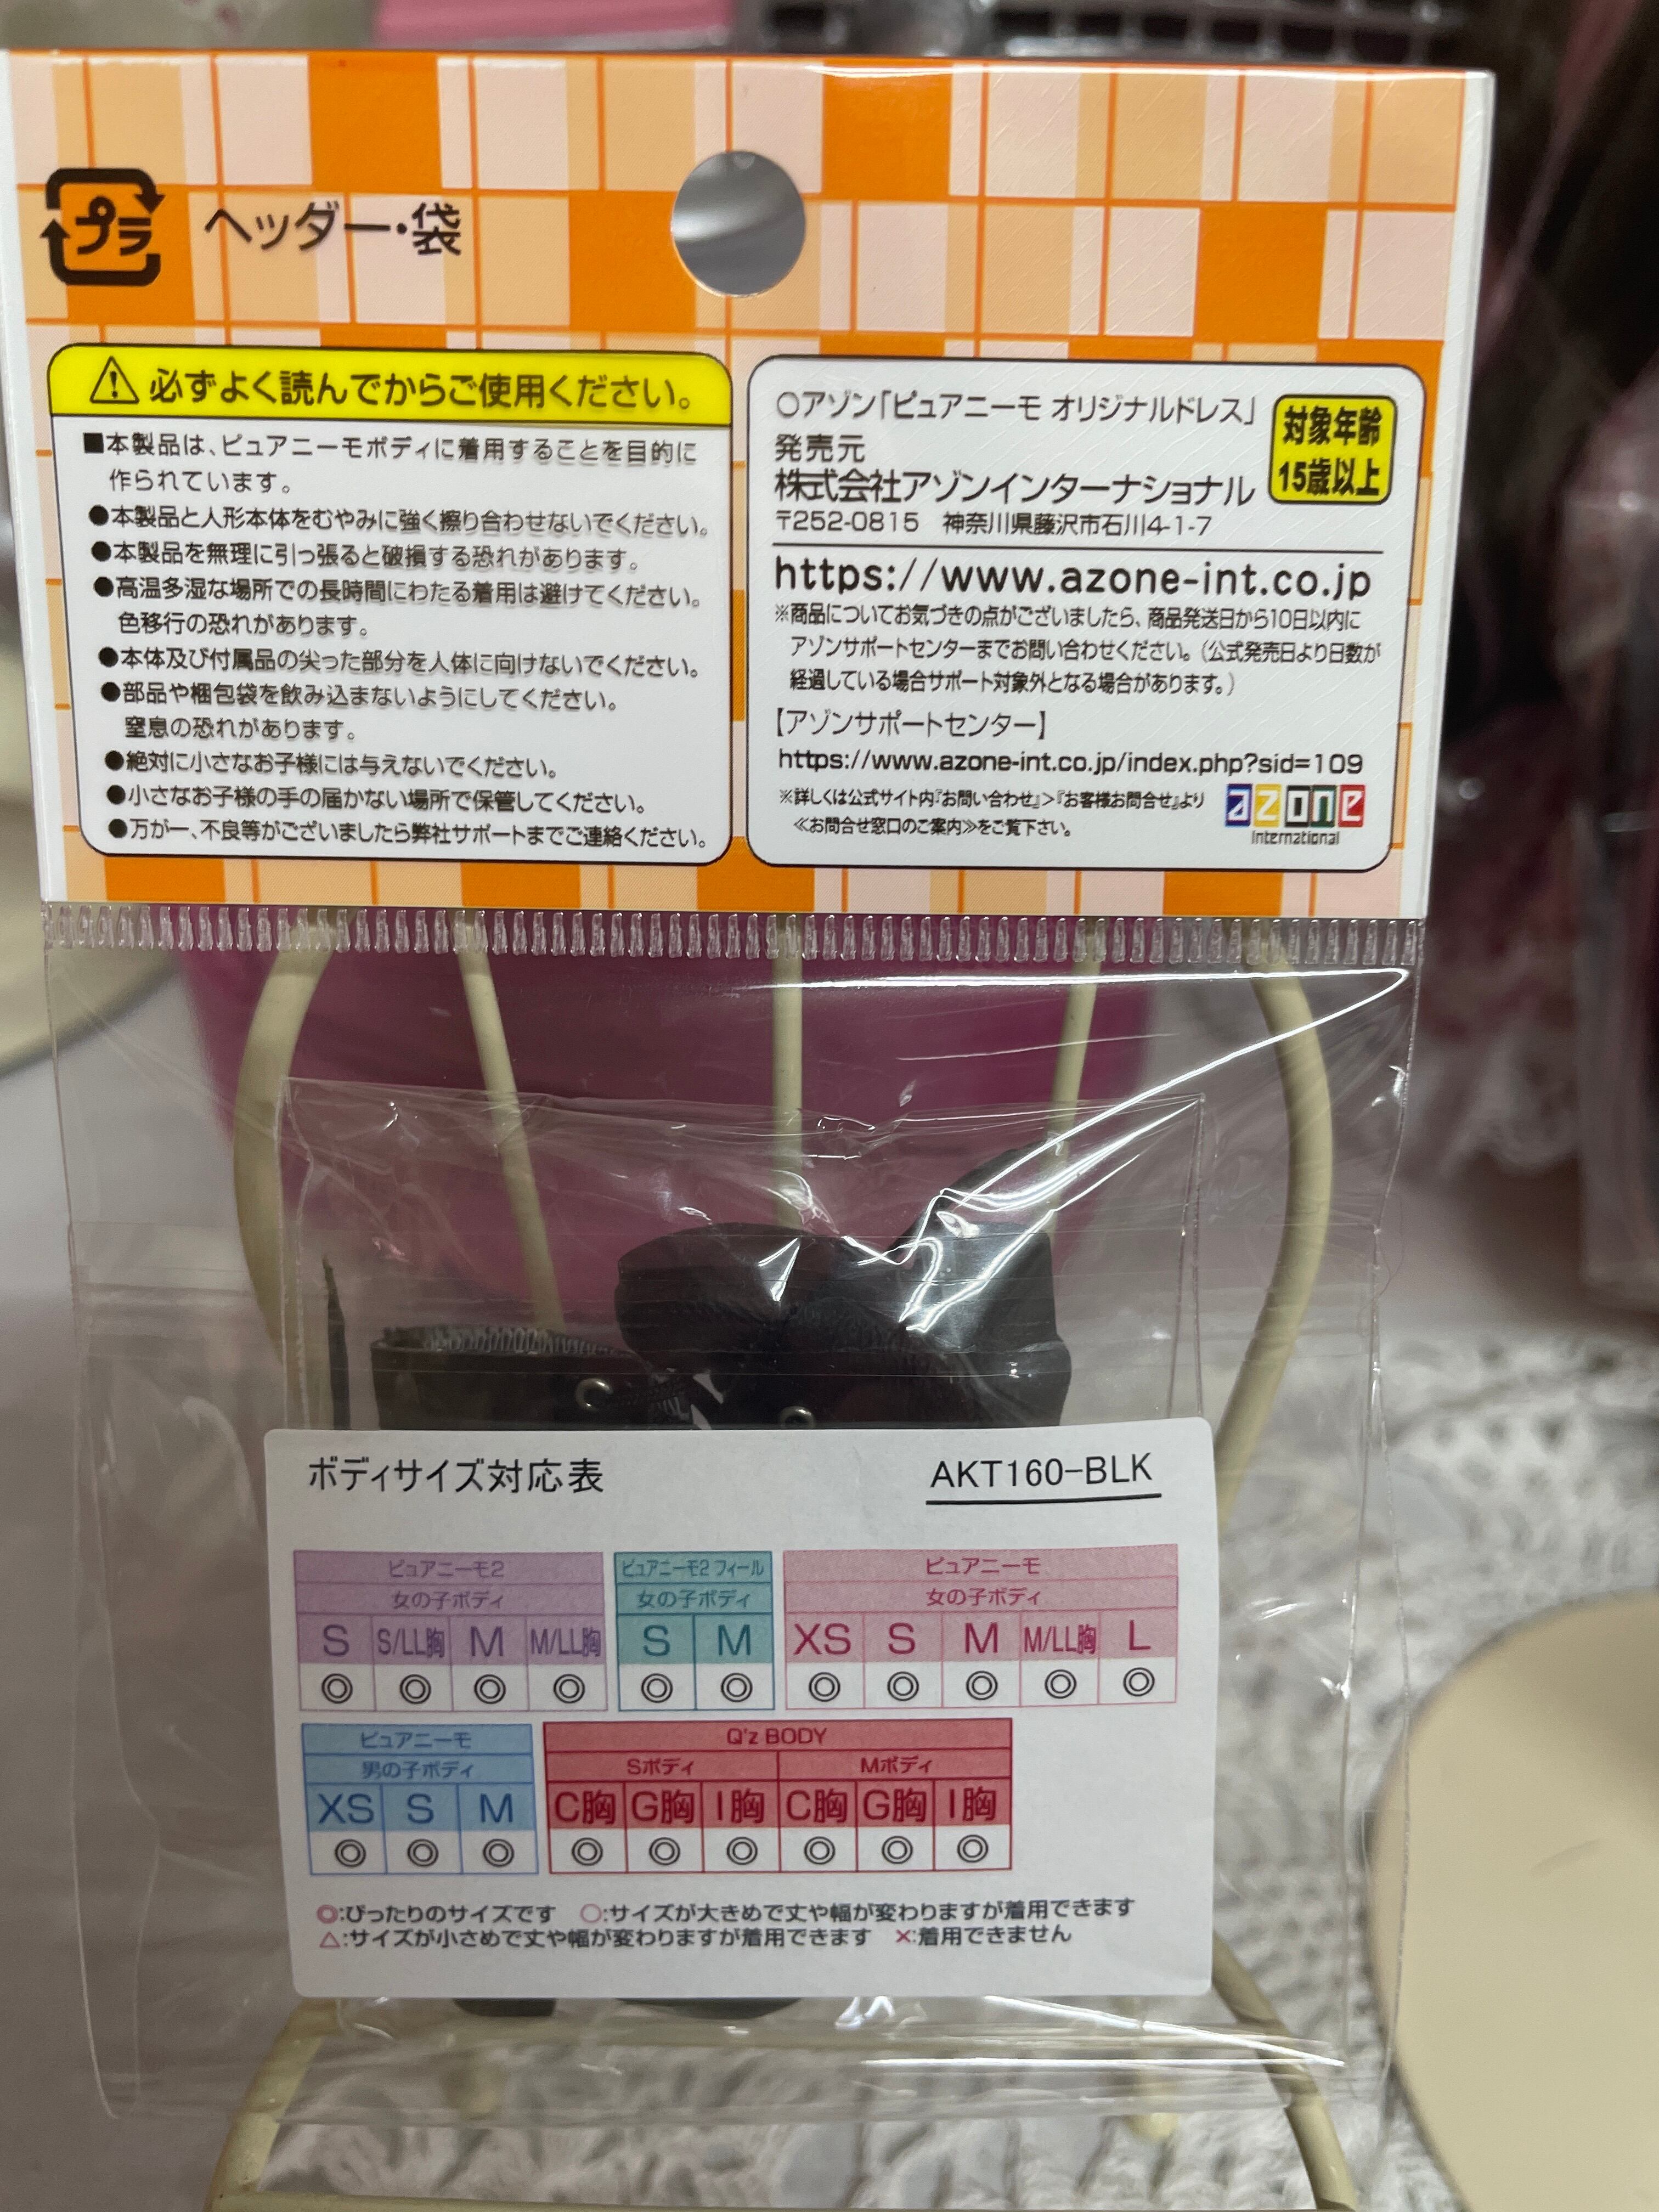 プラ
ヘッダー・袋
必ずよく読んでからご使用ください。
■本製品は、ピュアニーモボディに着用することを目的に
作られています。
●本製品と人形本体をむやみに強く擦り合わせないでください。
●本製品を無理に引っ張ると破損する恐れがあります。
●高温多湿な場所での長時間にわたる着用は避けてください。
色移行の恐れがあります。
●本体及び付属品の尖った部分を人体に向けないでください。
●部品や梱包袋を飲み込まないようにしてください。
窒息の恐れがあります。
●絶対に小さなお子様には与えないでください。
●小さなお子様の手の届かない場所で保管してください。
●万が一、不良等がございましたら弊社サポートまでご連絡ください。
○アゾン「ピュアニーモ オリジナルドレス」
発売元
株式会社アゾンインターナショナル
〒252-0815 神奈川県藤沢市石川4-1-7
対象年齢
15歳以上
https://www.azone-int.co.jp
※商品についてお気づきの点がございましたら、商品発送日から10日以内に
アゾンサポートセンターまでお問い合わせください。(公式発売日より日数が
経過している場合サポート対象外となる場合があります。)
【アゾンサポートセンター】
https://www.azone-int.co.jp/index.php?sid=109
※詳しくは公式サイト内『お問い合わせ』>『お客様お問合せ』より
≪お問合せ窓口のご案内≫をご覧下さい。
azone
international
ボディサイズ対応表 AKT160-BLK
ピュアニーモ2 ピュアニーモ2 フィール ピュアニーモ
女の子ボディ 女の子ボディ 女の子ボディ
S S/LL胸 M M/LL胸 S M XS S M M/LL胸 L
◎ ◎ ◎ ◎ ◎ ◎ ◎ ◎ ◎ ◎ ◎
ピュアニーモ Q'z BODY
男の子ボディ Sボディ Mボディ
XS S M C胸 G胸 I胸 C胸 G胸 I胸
◎ ◎ ◎ ◎ ◎ ◎ ◎ ◎ ◎
◎:ぴったりのサイズです ○:サイズが大きめで丈や幅が変わりますが着用できます
△:サイズが小さめで丈や幅が変わりますが着用できます ×:着用できません